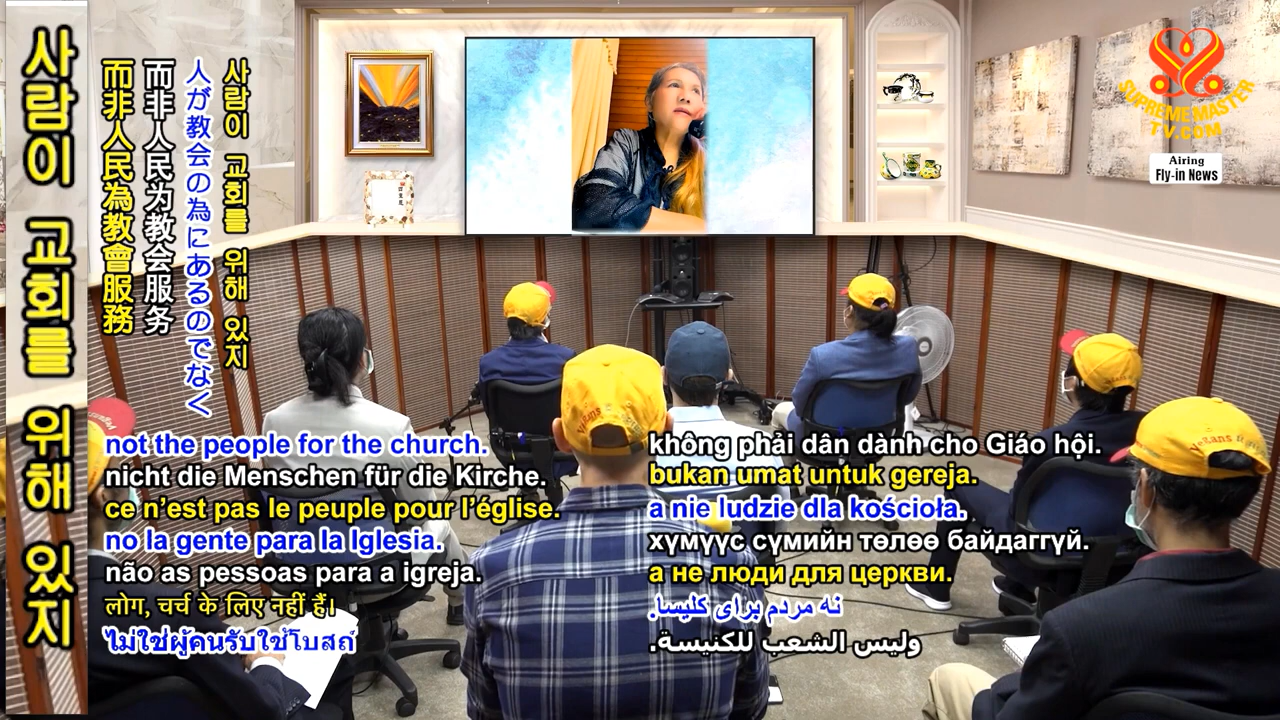 사람이 교회를 위해 있지
而非人民為教會服務
而非人民为教会服务
人が教会の為にあるのでなく
사람이 교회를 위해 있지
SUPREME MASTER
TV.COM
Airing
Fly-in News
not the people for the church.
nicht die Menschen für die Kirche.
ce n'est pas le peuple pour l'église.
no la gente para la Iglesia.
não as pessoas para a igreja.
लोग, चर्च के लिए नहीं हैं।
ไม่ใช่ผู้คนรับใช้โบสถ์
không phải dân dành cho Giáo hội.
bukan umat untuk gereja.
a nie ludzie dla kościoła.
хүмүүс сүмийн төлөө байдаггүй.
а не люди для церкви.
نه مردم برای کلیسا.
وليس الشعب للكنيسة.